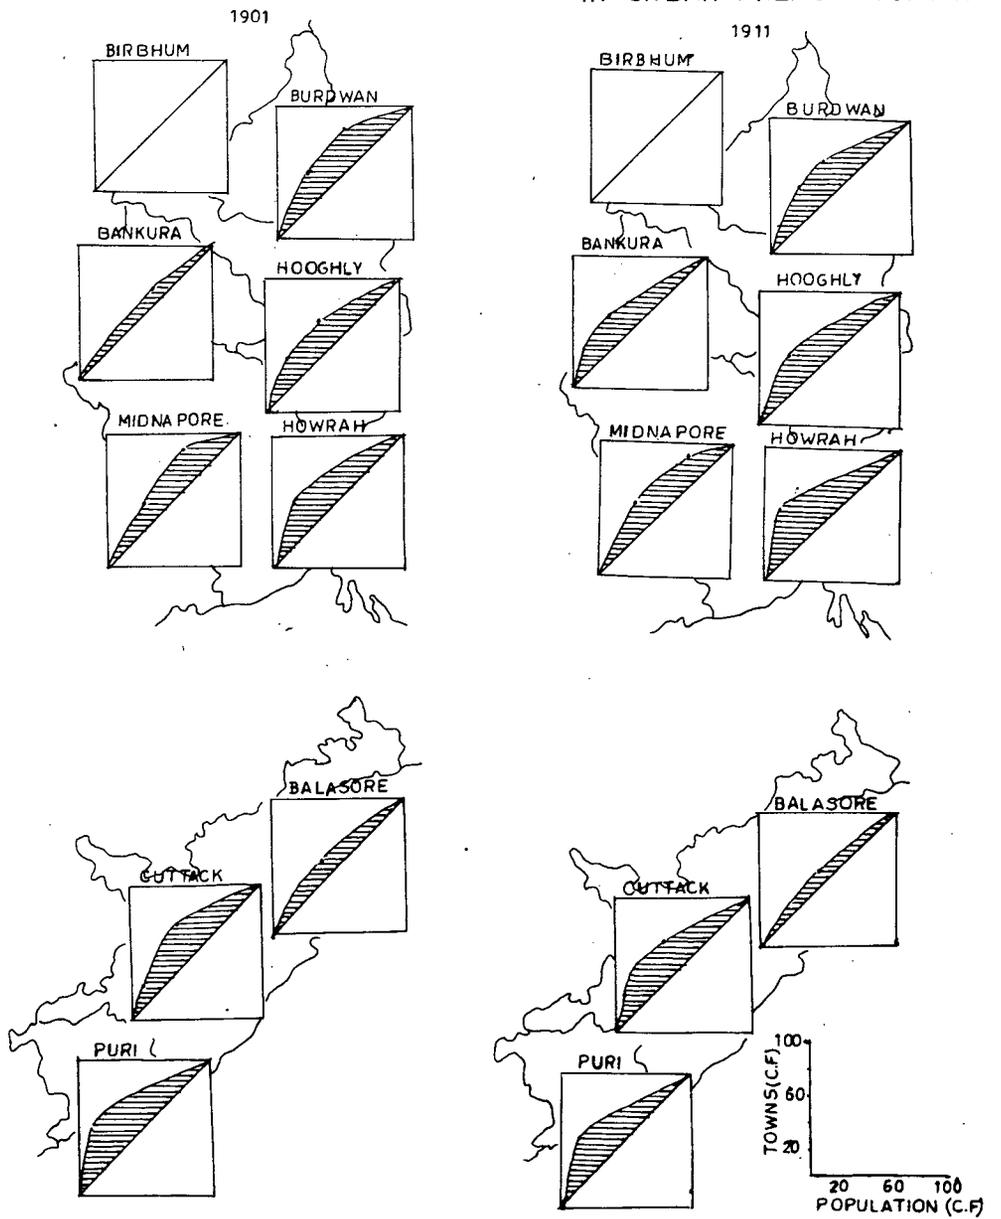 1901
BIRBHUM
BURDWAN
BANKURA
HOOGHLY
MIDNAPORE
HOWRAH
BALASORE
CUTTACK
PURI
1911
BIRBHUM
BURDWAN
BANKURA
HOOGHLY
MIDNAPORE
HOWRAH
BALASORE
CUTTACK
PURI
TOWNS(C.F)
100
60
20
20 60 100
POPULATION (C.F)